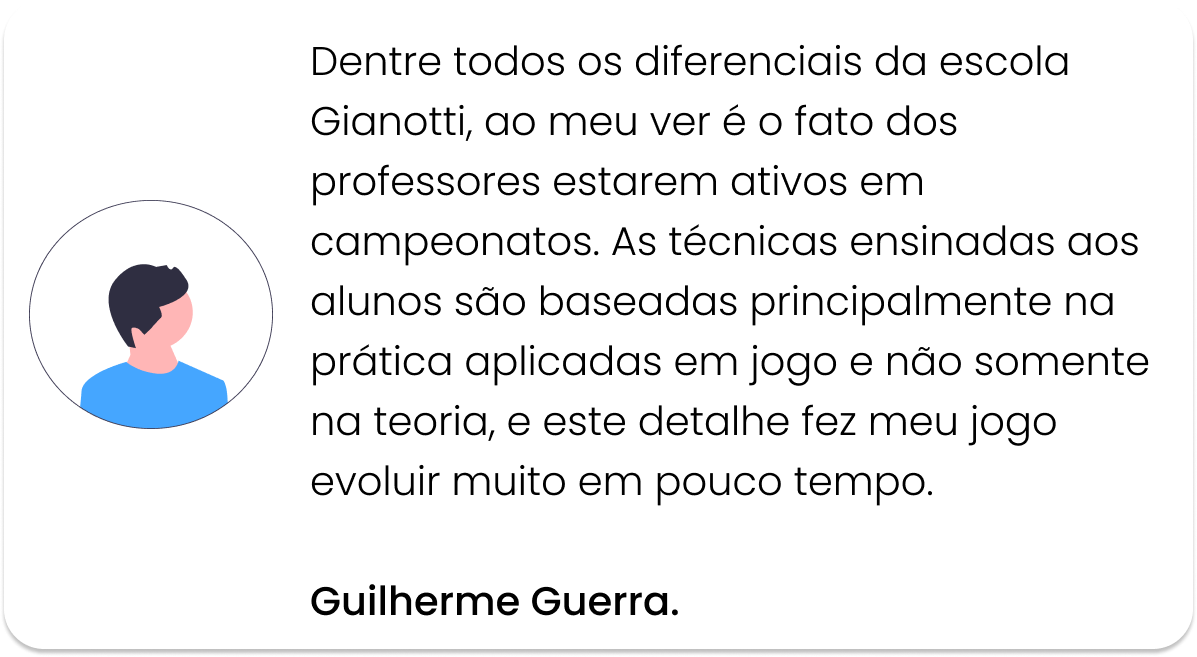 Dentre todos os diferenciais da escola
Gianotti, ao meu ver é o fato dos
professores estarem ativos em
campeonatos. As técnicas ensinadas aos
alunos são baseadas principalmente na
prática aplicadas em jogo e não somente
na teoria, e este detalhe fez meu jogo
evoluir muito em pouco tempo.
Guilherme Guerra.